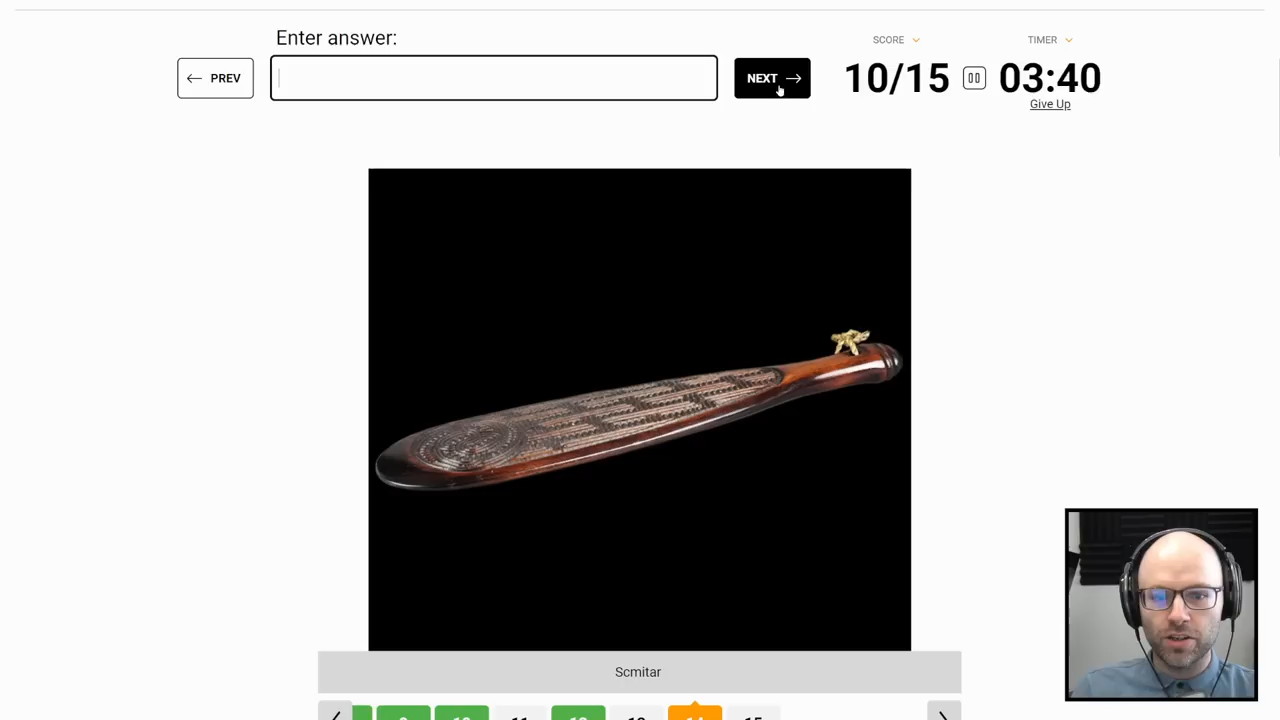 Enter answer:
SCORE
TIMER
← PREV
NEXT →
10/15
03:40
Give Up
Scmitar